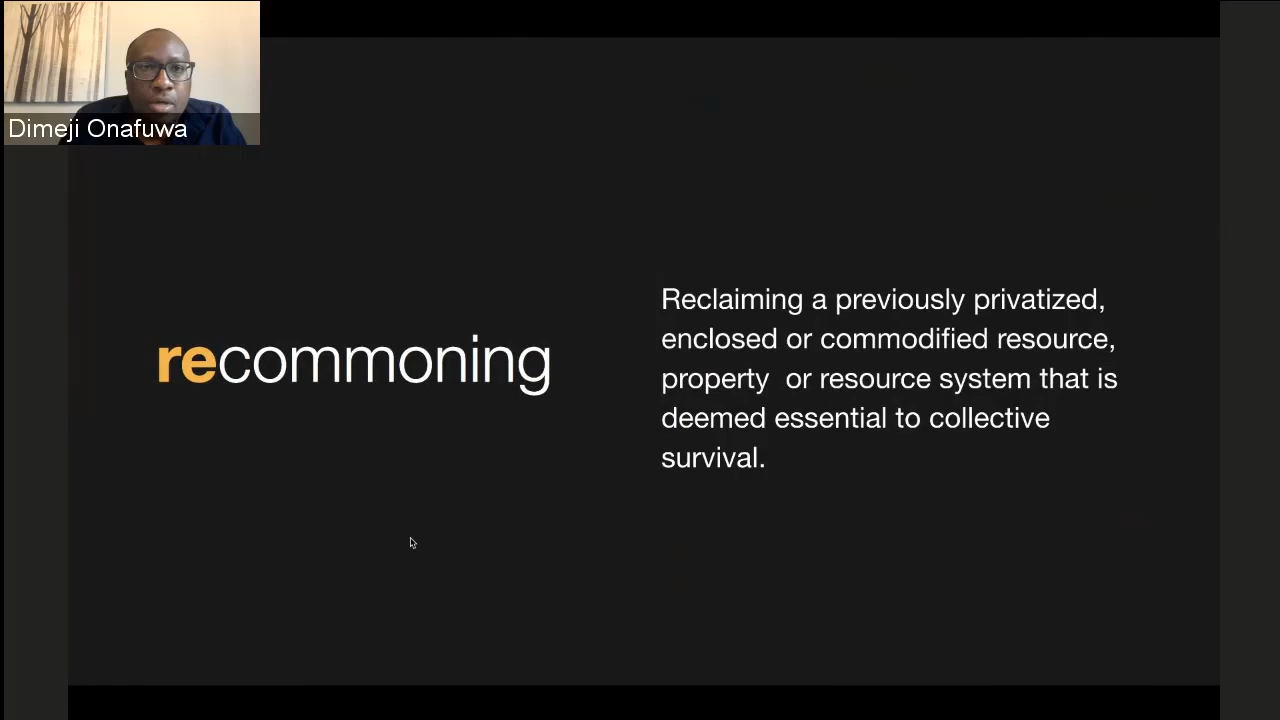 Dimeji Onafuwa
recommoning
Reclaiming a previously privatized,
enclosed or commodified resource,
property  or resource system that is
deemed essential to collective
survival.